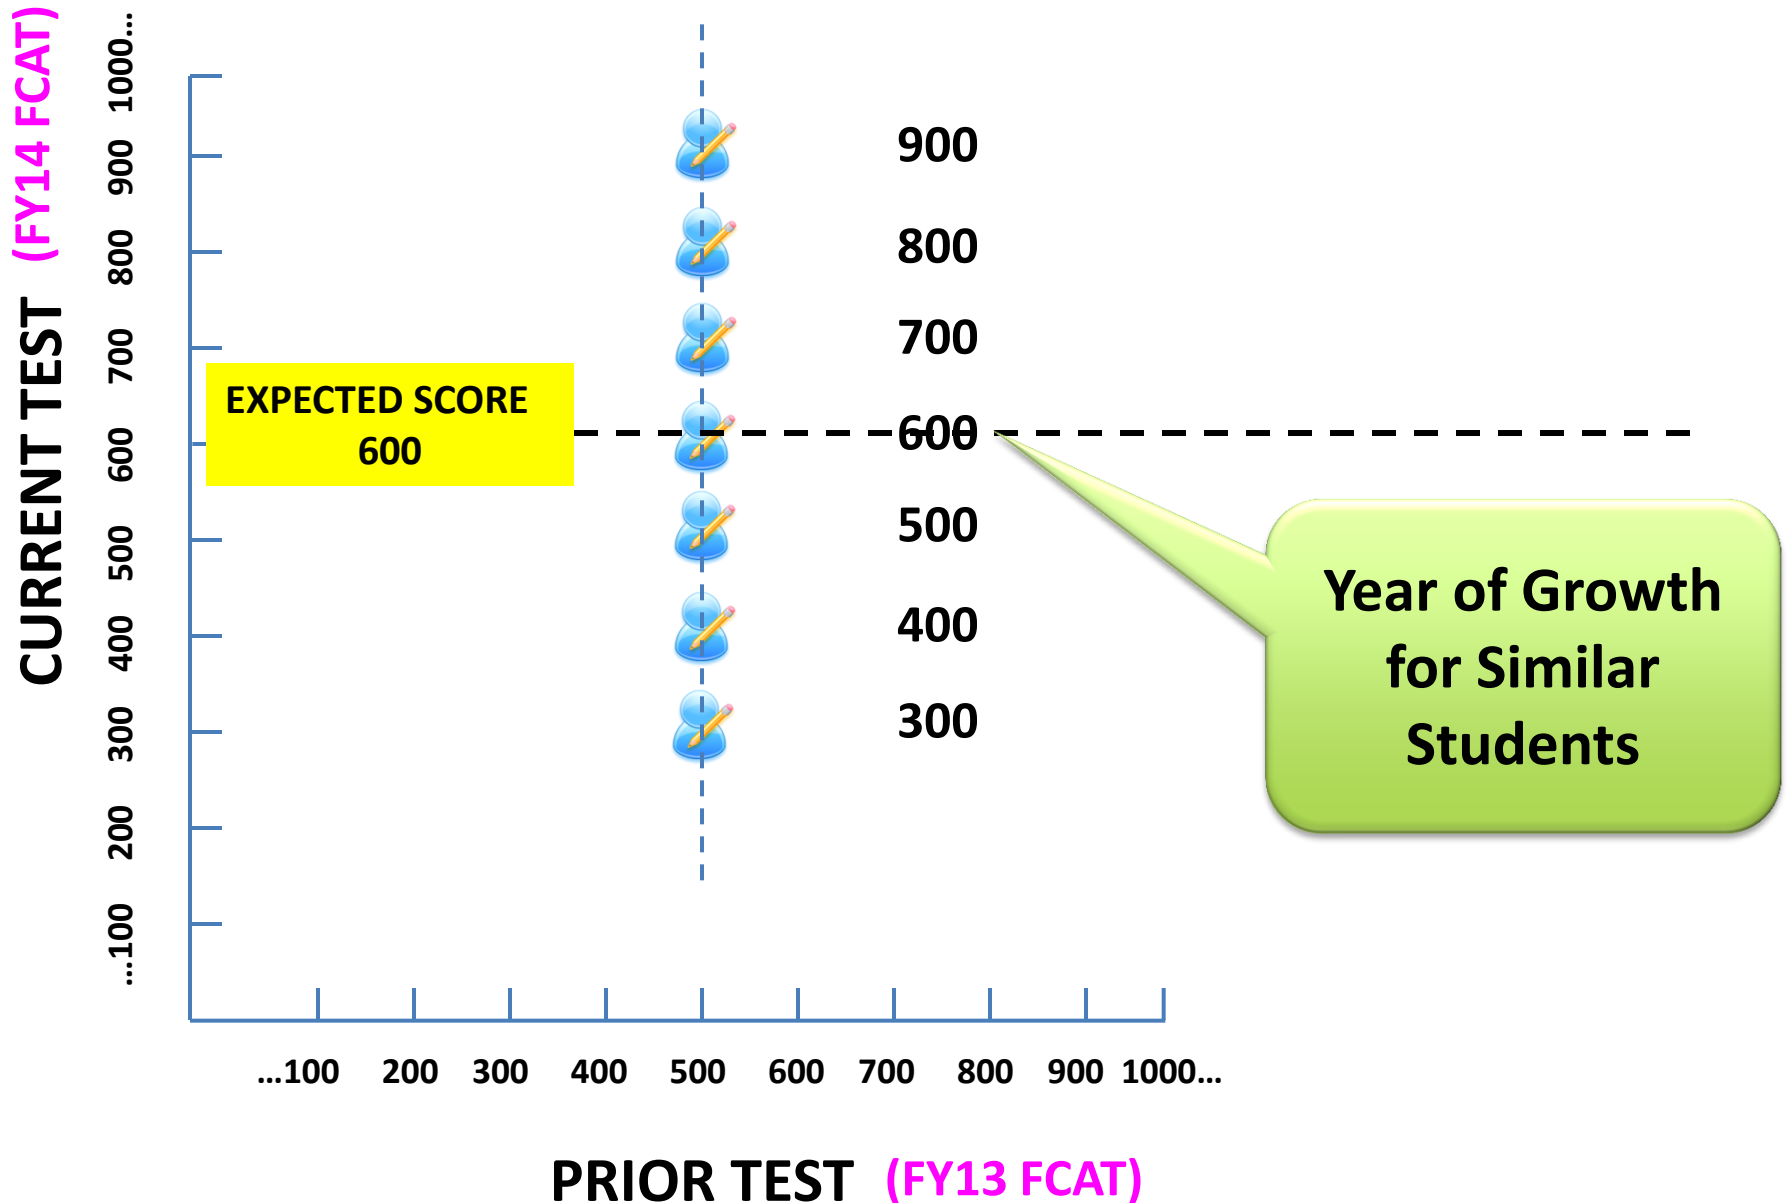 CURRENT TEST (FY14 FCAT)
1000...
900
800
700
600
500
400
300
200
...100
EXPECTED SCORE
600
900
800
700
600
500
400
300
Year of Growth
for Similar
Students
...100 200 300 400 500 600 700 800 900 1000...
PRIOR TEST (FY13 FCAT)